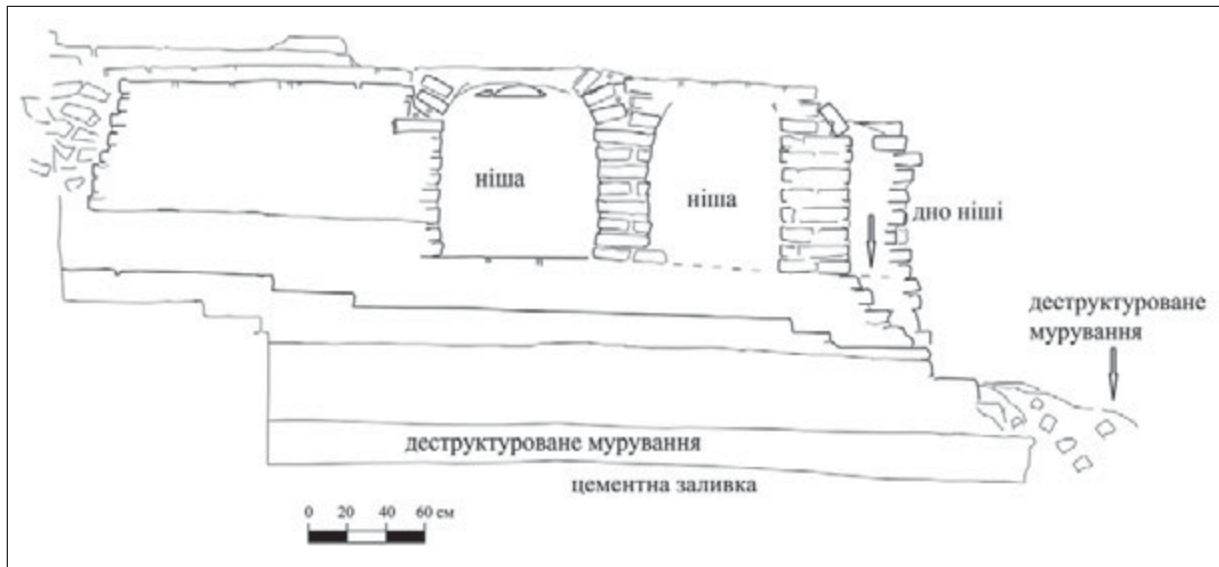 ніша
ніша
дно ніші
деструктуроване
мурування
деструктуроване мурування
цементна заливка
0 20 40 60 см